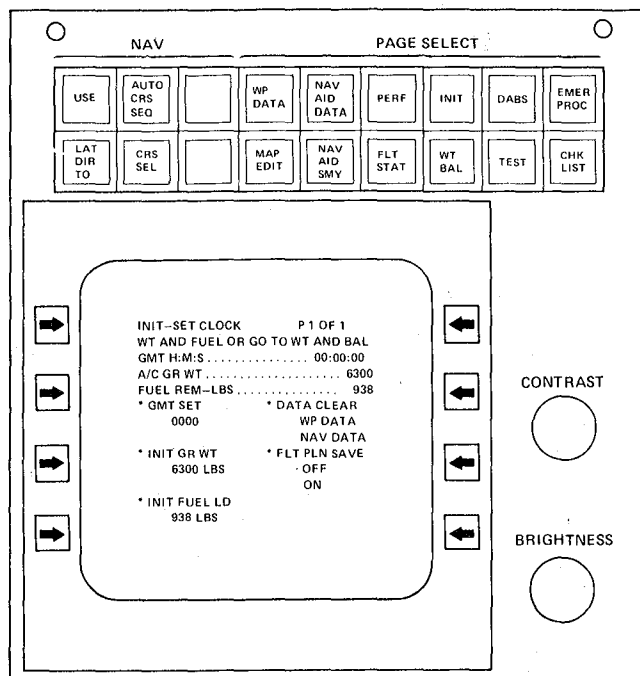 NAV PAGE SELECT
USE
AUTO CRS SEQ
WP DATA
NAV AID DATA
PERF
INIT
DABS
EMER PROC
LAT DIR TO
CRS SEL
MAP EDIT
NAV AID SMY
FLT STAT
WT BAL
TEST
CHK LIST
INIT–SET CLOCK P 1 OF 1
WT AND FUEL OR GO TO WT AND BAL
GMT H:M:S .............. 00:00:00
A/C GR WT .................... 6300
FUEL REM–LBS ............... 938
* GMT SET * DATA CLEAR
0000 WP DATA
NAV DATA
* INIT GR WT * FLT PLN SAVE
6300 LBS OFF
ON
* INIT FUEL LD
938 LBS
CONTRAST
BRIGHTNESS